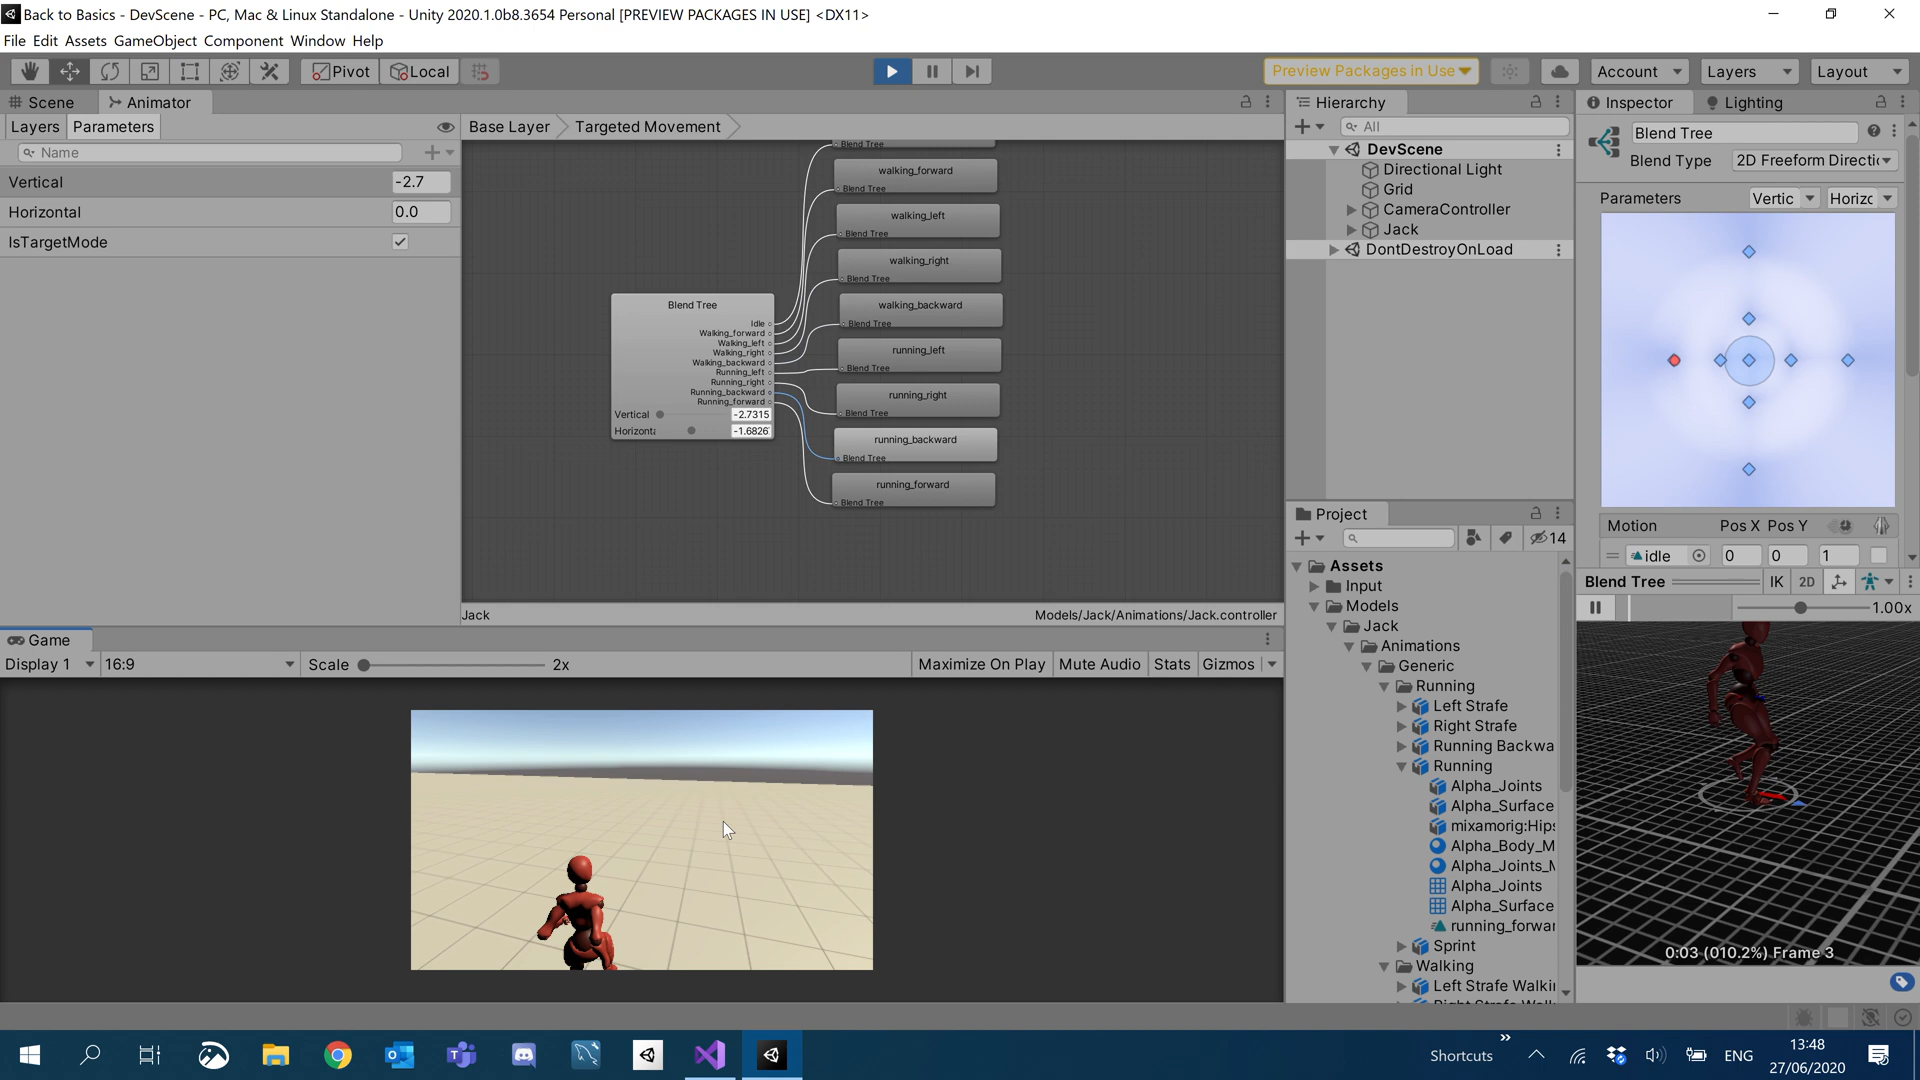 Back to Basics - DevScene - PC, Mac & Linux Standalone - Unity 2020.1.0b8.3654 Personal [PREVIEW PACKAGES IN USE] <DX11>
File Edit Assets GameObject Component Window Help
Pivot Local Preview Packages in Use Account Layers Layout
Scene Animator
Layers Parameters
Base Layer Targeted Movement
Name
Vertical -2.7
Horizontal 0.0
IsTargetMode
Blend Tree
walking_forward
Blend Tree
walking_left
Blend Tree
walking_right
Blend Tree
walking_backward
Blend Tree
running_left
Blend Tree
running_right
Blend Tree
running_backward
Blend Tree
running_forward
Blend Tree
Blend Tree
Idle
Walking_forward
Walking_left
Walking_right
Walking_backward
Running_left
Running_right
Running_backward
Running_forward
Vertical -2.7315
Horizonta -1.6826
Jack
Models/Jack/Animations/Jack.controller
Game
Display 1 16:9 Scale 2x Maximize On Play Mute Audio Stats Gizmos
Hierarchy
All
DevScene
Directional Light
Grid
CameraController
Jack
DontDestroyOnLoad
Project
14
Assets
Input
Models
Jack
Animations
Generic
Running
Left Strafe
Right Strafe
Running Backwa
Running
Alpha_Joints
Alpha_Surface
mixamorig:Hips
Alpha_Body_M
Alpha_Joints_M
Alpha_Joints
Alpha_Surface
running_forwar
Sprint
Walking
Left Strafe Walki
Inspector Lighting
Blend Tree
Blend Type 2D Freeform Directic
Parameters Vertic Horizc
Motion Pos X Pos Y
idle 0 0 1
Blend Tree IK 2D
1.00x
0:03 (010.2%) Frame 3
Shortcuts
ENG
13:48
27/06/2020